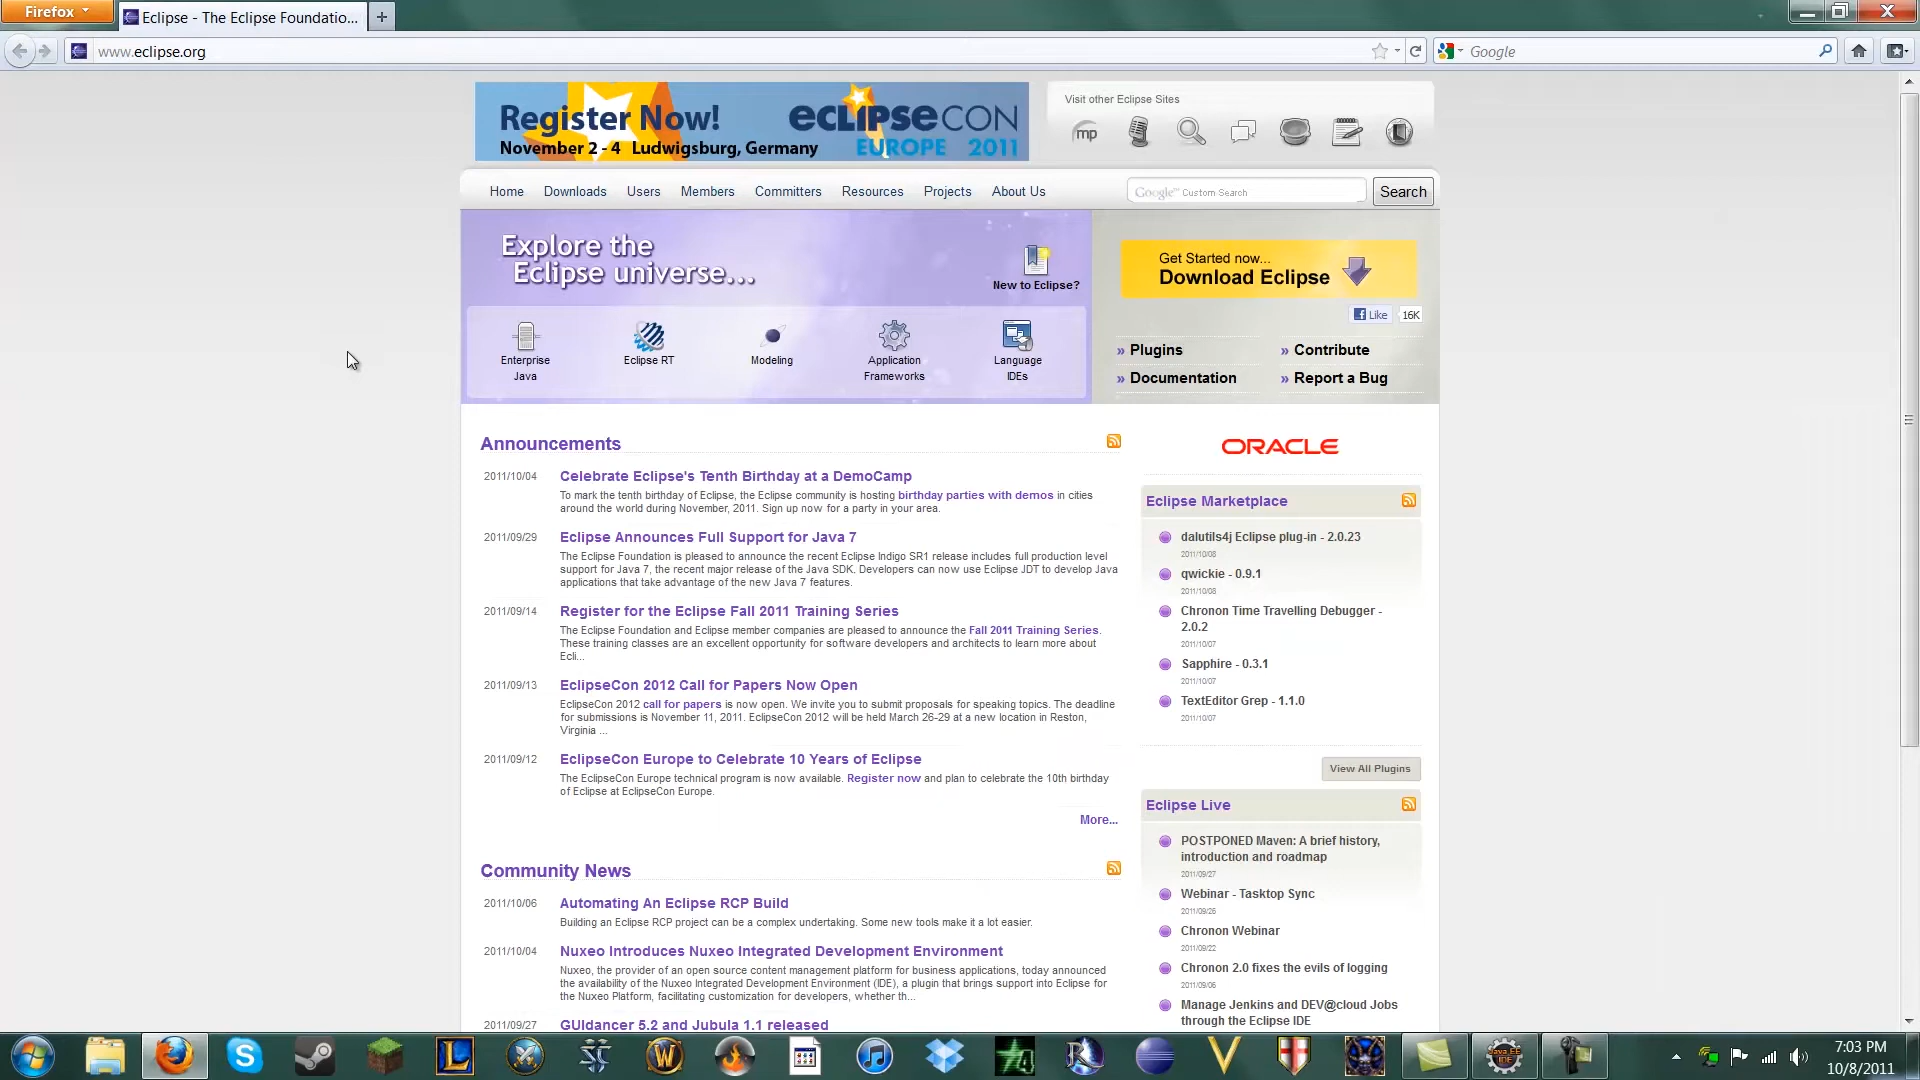 Firefox
Eclipse - The Eclipse Foundatio...
www.eclipse.org
Google
Register Now!
November 2 - 4 Ludwigsburg, Germany
eclipsecon
EUROPE 2011
Visit other Eclipse Sites
mp
Home Downloads Users Members Committers Resources Projects About Us
Google™ Custom Search
Search
Explore the
Eclipse universe...
New to Eclipse?
Get Started now...
Download Eclipse
Like 16K
Enterprise
Java
Eclipse RT
Modeling
Application
Frameworks
Language
IDEs
» Plugins
» Contribute
» Documentation
» Report a Bug
Announcements
2011/10/04 Celebrate Eclipse's Tenth Birthday at a DemoCamp
To mark the tenth birthday of Eclipse, the Eclipse community is hosting birthday parties with demos in cities
around the world during November, 2011. Sign up now for a party in your area.
2011/09/29 Eclipse Announces Full Support for Java 7
The Eclipse Foundation is pleased to announce the recent Eclipse Indigo SR1 release includes full production level
support for Java 7, the recent major release of the Java SDK. Developers can now use Eclipse JDT to develop Java
applications that take advantage of the new Java 7 features.
2011/09/14 Register for the Eclipse Fall 2011 Training Series
The Eclipse Foundation and Eclipse member companies are pleased to announce the Fall 2011 Training Series.
These training classes are an excellent opportunity for software developers and architects to learn more about
Ecli...
2011/09/13 EclipseCon 2012 Call for Papers Now Open
EclipseCon 2012 call for papers is now open. We invite you to submit proposals for speaking topics. The deadline
for submissions is November 11, 2011. EclipseCon 2012 will be held March 26-29 at a new location in Reston,
Virginia ...
2011/09/12 EclipseCon Europe to Celebrate 10 Years of Eclipse
The EclipseCon Europe technical program is now available. Register now and plan to celebrate the 10th birthday
of Eclipse at EclipseCon Europe.
More...
Community News
2011/10/06 Automating An Eclipse RCP Build
Building an Eclipse RCP project can be a complex undertaking. Some new tools make it a lot easier.
2011/10/04 Nuxeo Introduces Nuxeo Integrated Development Environment
Nuxeo, the provider of an open source content management platform for business applications, today announced
the availability of the Nuxeo Integrated Development Environment (IDE), a plugin that brings support into Eclipse for
the Nuxeo Platform, facilitating customization for developers, whether th...
2011/09/27 GUIdancer 5.2 and Jubula 1.1 released
ORACLE
Eclipse Marketplace
dalutils4j Eclipse plug-in - 2.0.23
2011/10/08
qwickie - 0.9.1
2011/10/08
Chronon Time Travelling Debugger -
2.0.2
2011/10/07
Sapphire - 0.3.1
2011/10/07
TextEditor Grep - 1.1.0
2011/10/07
View All Plugins
Eclipse Live
POSTPONED Maven: A brief history,
introduction and roadmap
2011/09/27
Webinar - Tasktop Sync
2011/09/26
Chronon Webinar
2011/09/22
Chronon 2.0 fixes the evils of logging
2011/09/06
Manage Jenkins and DEV@cloud Jobs
through the Eclipse IDE
Java EE
IDE
7:03 PM
10/8/2011